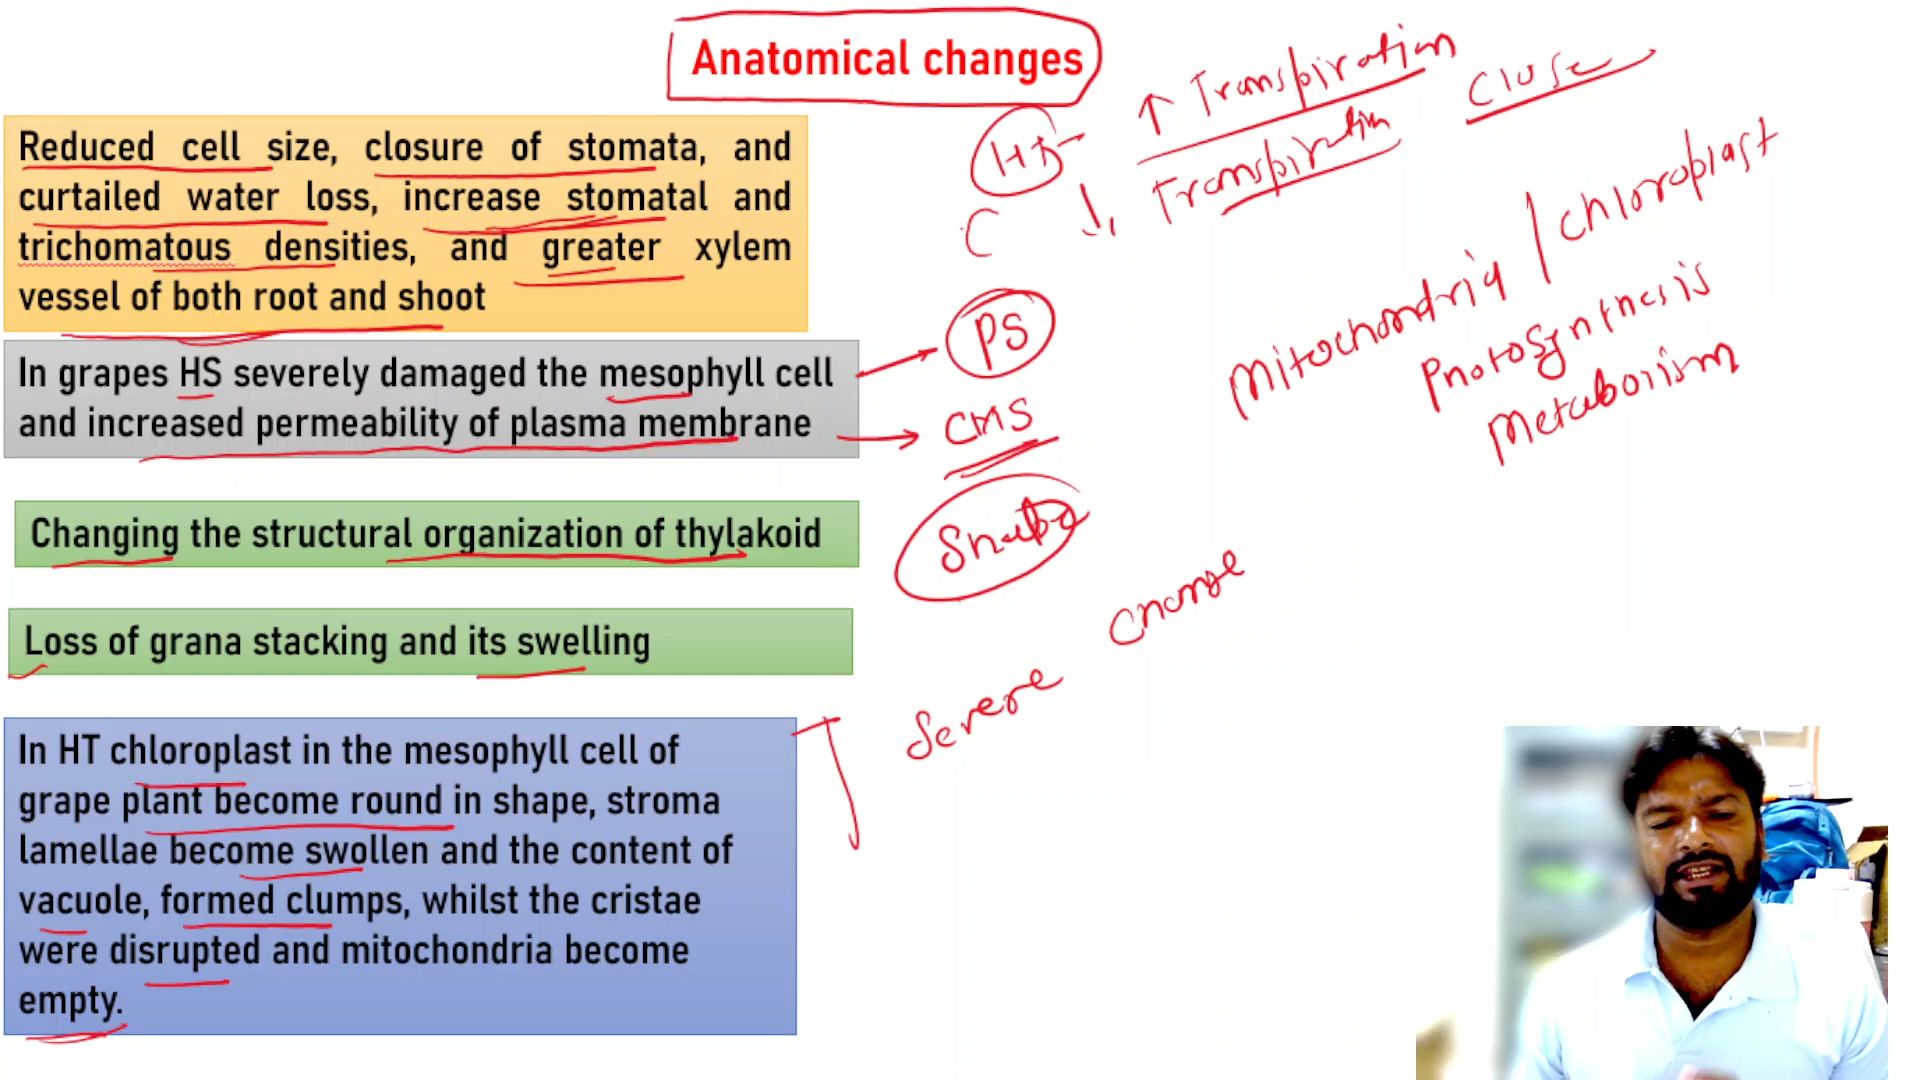 Anatomical changes
Reduced cell size, closure of stomata, and
curtailed water loss, increase stomatal and
trichomatous densities, and greater xylem
vessel of both root and shoot
In grapes HS severely damaged the mesophyll cell
and increased permeability of plasma membrane
Changing the structural organization of thylakoid
Loss of grana stacking and its swelling
In HT chloroplast in the mesophyll cell of
grape plant become round in shape, stroma
lamellae become swollen and the content of
vacuole, formed clumps, whilst the cristae
were disrupted and mitochondria become
empty.
↑ Transpiration
Close
HT
↓ Transpiration
C
PS
CMS
Mitochondria / chloroplast
Photosynthesis
Metabolism
Severe change